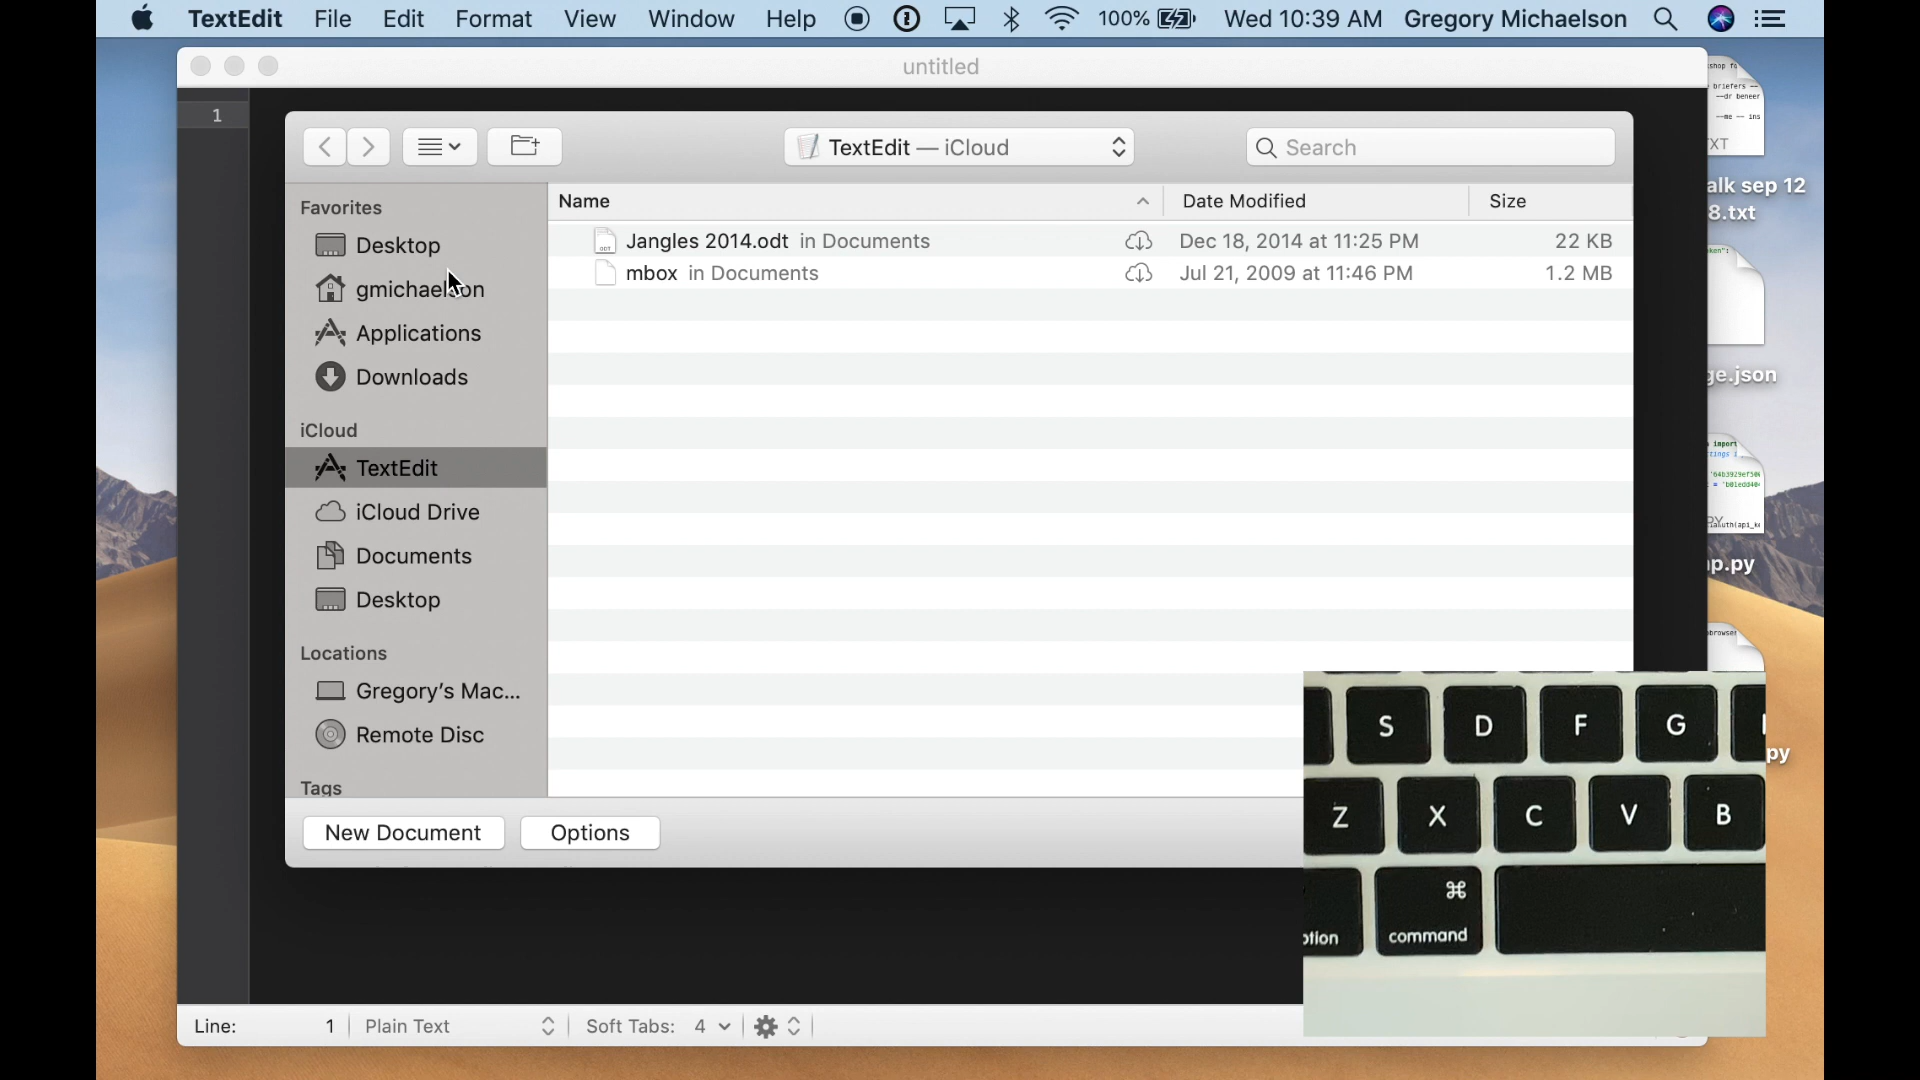 TextEdit File Edit Format View Window Help 100% Wed 10:39 AM Gregory Michaelson
untitled
1
TextEdit — iCloud
Search
Favorites
Desktop
gmichaelson
Applications
Downloads
iCloud
TextEdit
iCloud Drive
Documents
Desktop
Locations
Gregory's Mac...
Remote Disc
Tags
Name Date Modified Size
Jangles 2014.odt in Documents Dec 18, 2014 at 11:25 PM 22 KB
mbox in Documents Jul 21, 2009 at 11:46 PM 1.2 MB
New Document Options
Line: 1 Plain Text Soft Tabs: 4
alk sep 12
8.txt
ge.json
p.py
py
S D F G
Z X C V B
⌘
ption command